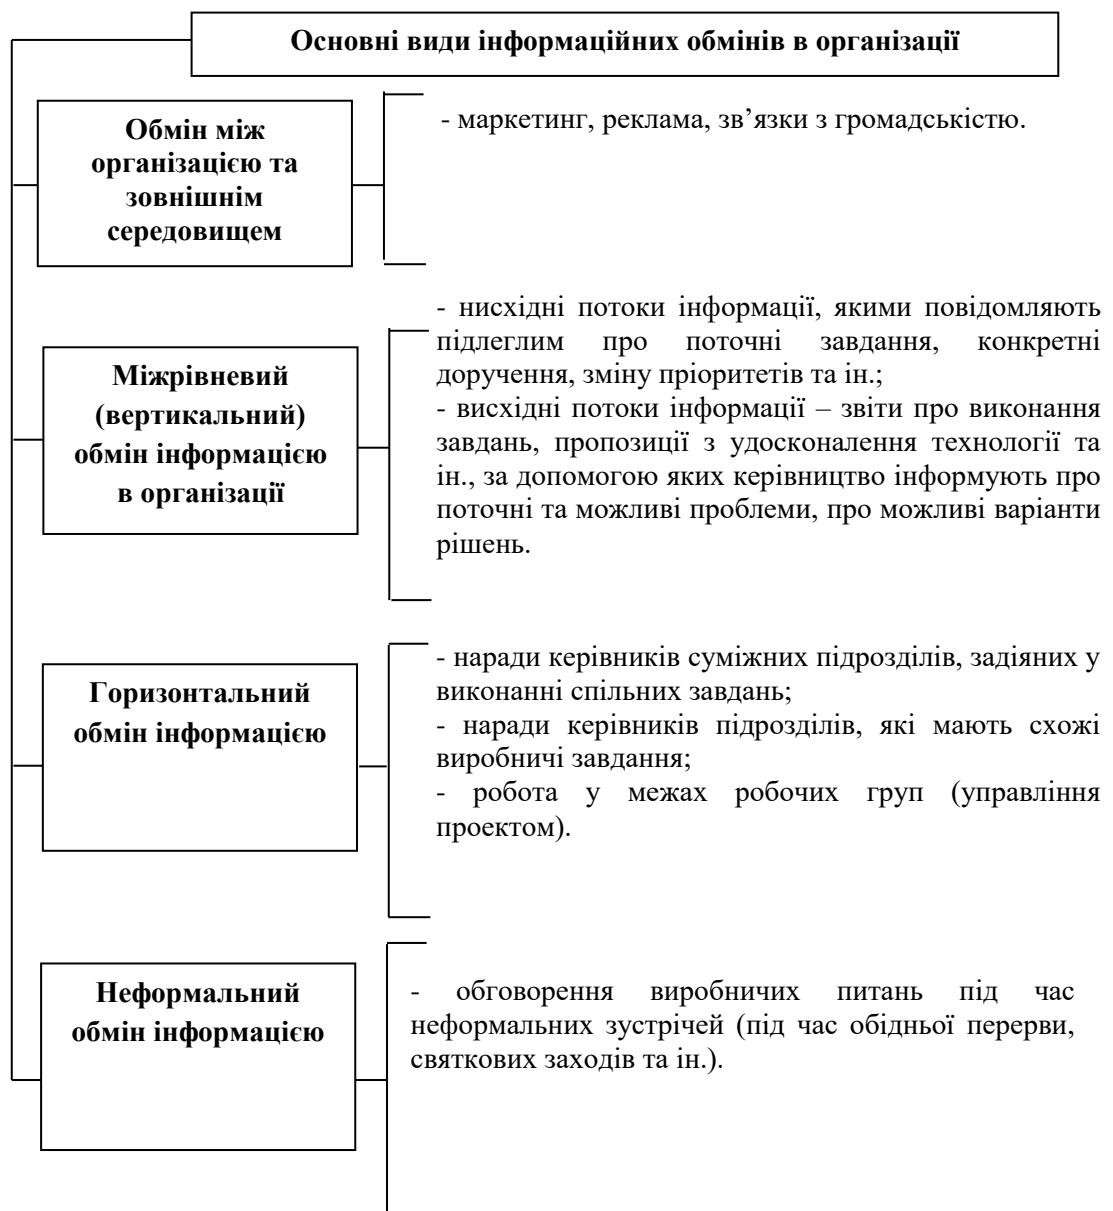 Основні види інформаційних обмінів в організації
Обмін між
організацією та
зовнішнім
середовищем
- маркетинг, реклама, зв’язки з громадськістю.
Міжрівневий
(вертикальний)
обмін інформацією
в організації
- нисхідні потоки інформації, якими повідомляють
підлеглим про поточні завдання, конкретні
доручення, зміну пріоритетів та ін.;
- висхідні потоки інформації – звіти про виконання
завдань, пропозиції з удосконалення технології та
ін., за допомогою яких керівництво інформують про
поточні та можливі проблеми, про можливі варіанти
рішень.
Горизонтальний
обмін інформацією
- наради керівників суміжних підрозділів, задіяних у
виконанні спільних завдань;
- наради керівників підрозділів, які мають схожі
виробничі завдання;
- робота у межах робочих груп (управління
проектом).
Неформальний
обмін інформацією
- обговорення виробничих питань під час
неформальних зустрічей (під час обідньої перерви,
святкових заходів та ін.).